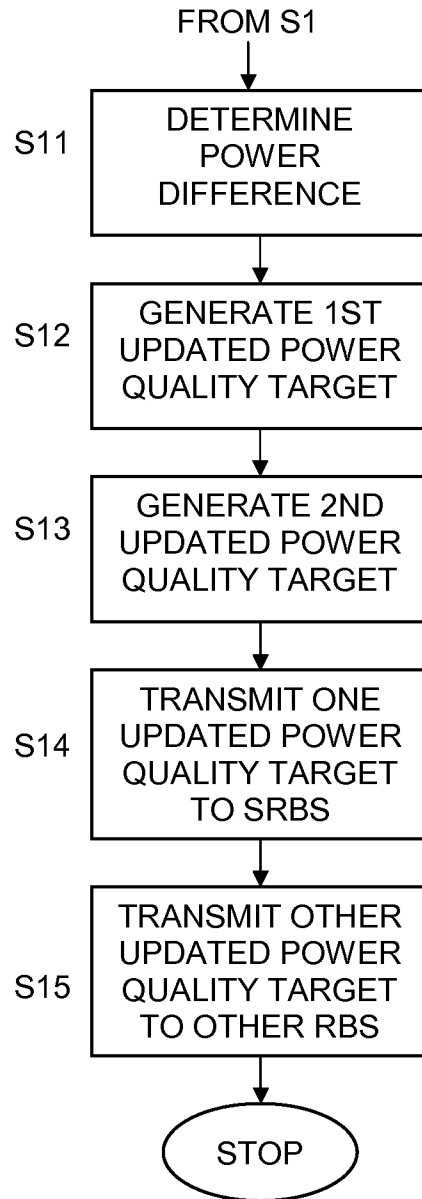 FROM S1
S11
DETERMINE
POWER
DIFFERENCE
S12
GENERATE 1ST
UPDATED POWER
QUALITY TARGET
S13
GENERATE 2ND
UPDATED POWER
QUALITY TARGET
S14
TRANSMIT ONE
UPDATED POWER
QUALITY TARGET
TO SRBS
S15
TRANSMIT OTHER
UPDATED POWER
QUALITY TARGET
TO OTHER RBS
STOP